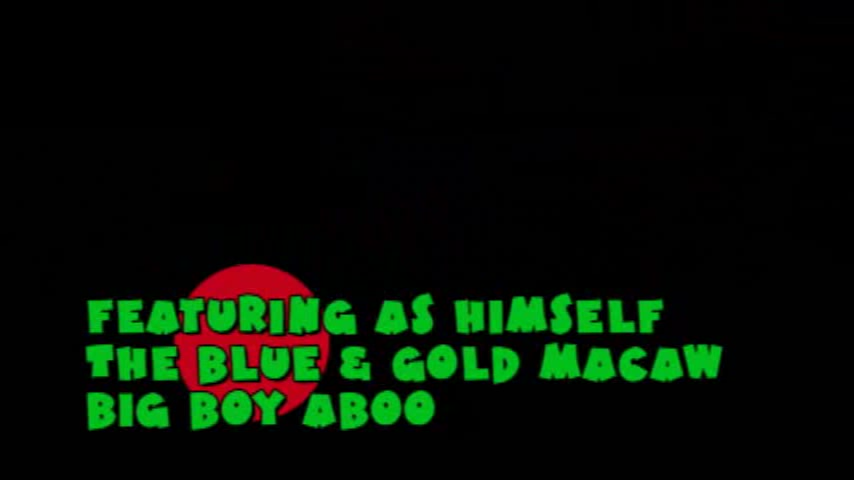 FEATURING AS HIMSELF
THE BLUE & GOLD MACAW
BIG BOY ABOO